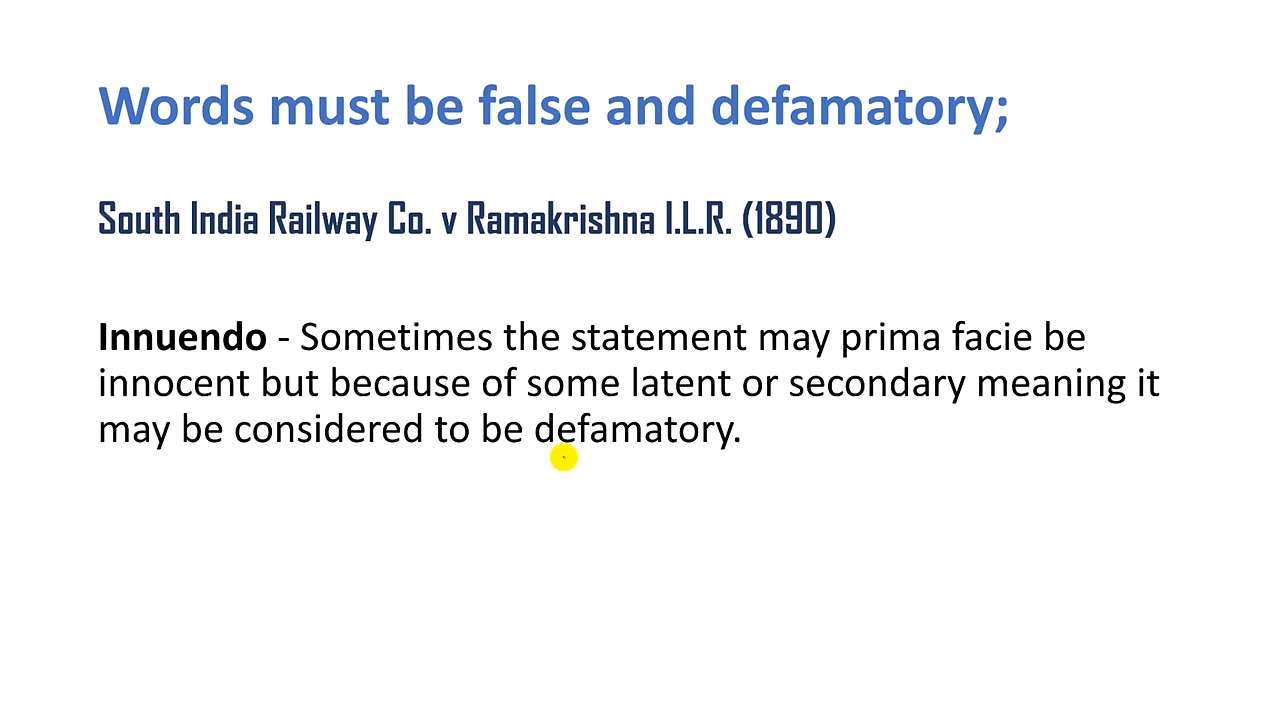 Words must be false and defamatory;
South India Railway Co. v Ramakrishna I.L.R. (1890)
Innuendo - Sometimes the statement may prima facie be
innocent but because of some latent or secondary meaning it
may be considered to be defamatory.